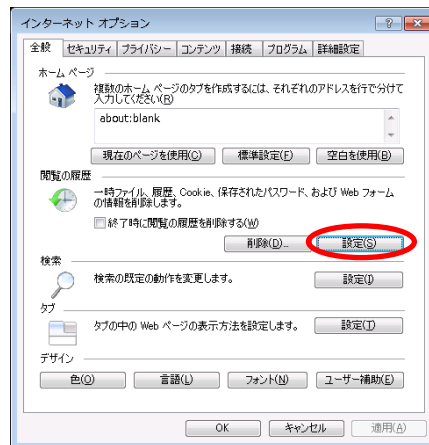 インターネット オプション
全般 セキュリティ プライバシー コンテンツ 接続 プログラム 詳細設定
ホーム ページ
複数のホーム ページのタブを作成するには、それぞれのアドレスを行で分けて
入力してください(R)
about:blank
現在のページを使用(C) 標準設定(F) 空白を使用(B)
閲覧の履歴
一時ファイル、履歴、Cookie、保存されたパスワード、および Web フォーム
の情報を削除します。
終了時に閲覧の履歴を削除する(W)
削除(D)... 設定(S)
検索
検索の既定の動作を変更します。 設定(I)
タブ
タブの中の Web ページの表示方法を設定します。 設定(T)
デザイン
色(O) 言語(L) フォント(N) ユーザー補助(E)
OK キャンセル 適用(A)